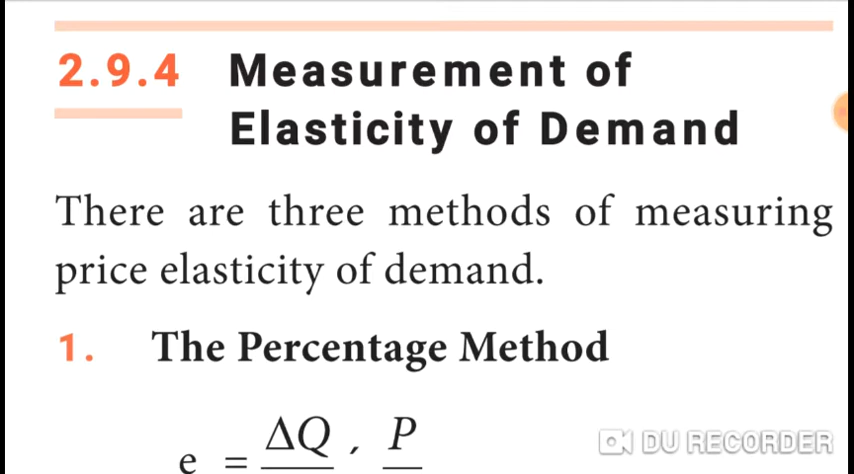 2.9.4 Measurement of
Elasticity of Demand
There are three methods of measuring
price elasticity of demand.
1. The Percentage Method
ΔQ , P
e =
DU RECORDER